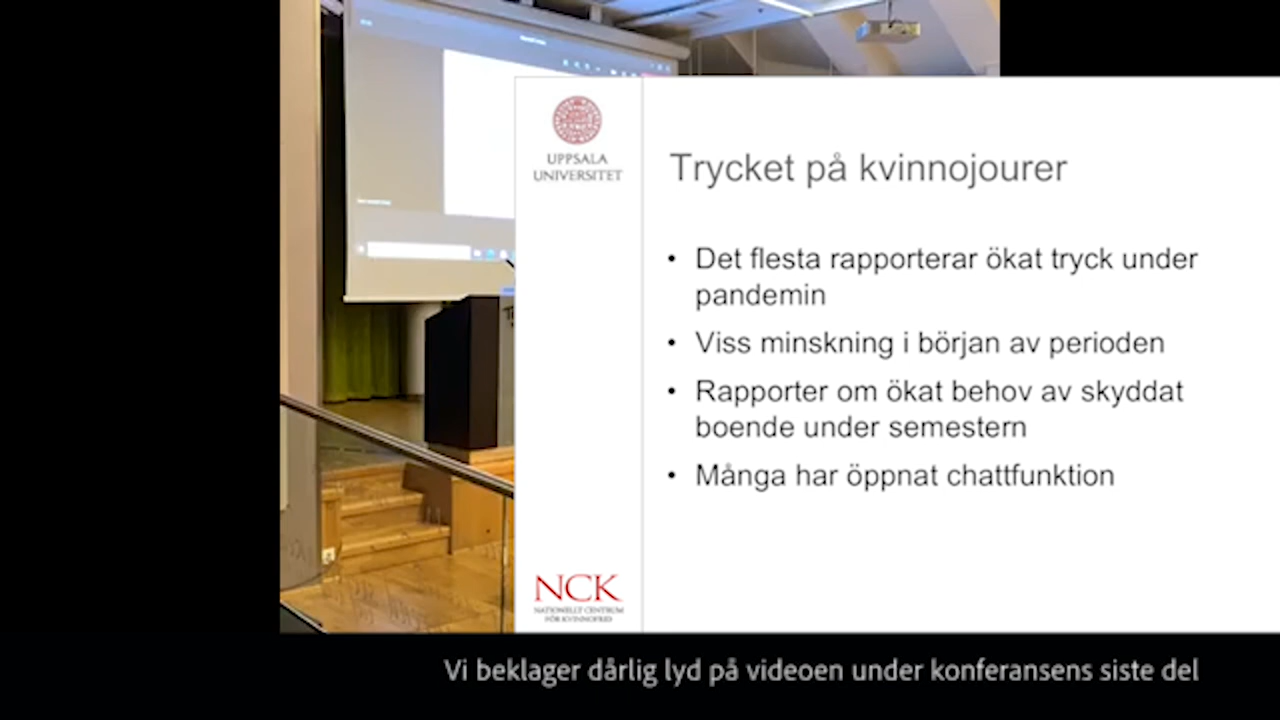 UPPSALA
UNIVERSITET
Trycket på kvinnojourer
• Det flesta rapporterar ökat tryck under
pandemin
• Viss minskning i början av perioden
• Rapporter om ökat behov av skyddat
boende under semestern
• Många har öppnat chattfunktion
NCK
NATIONELLT CENTRUM
FÖR KVINNOFRID
Vi beklager dårlig lyd på videoen under konferansens siste del